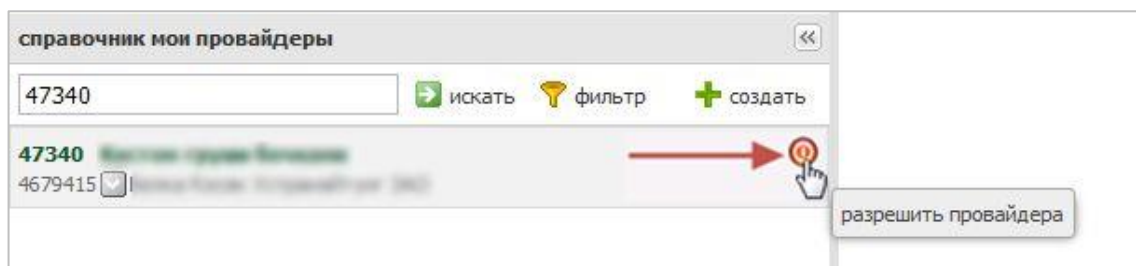 справочник мои провайдеры
47340 искать фильтр создать
47340
4679415
разрешить провайдера